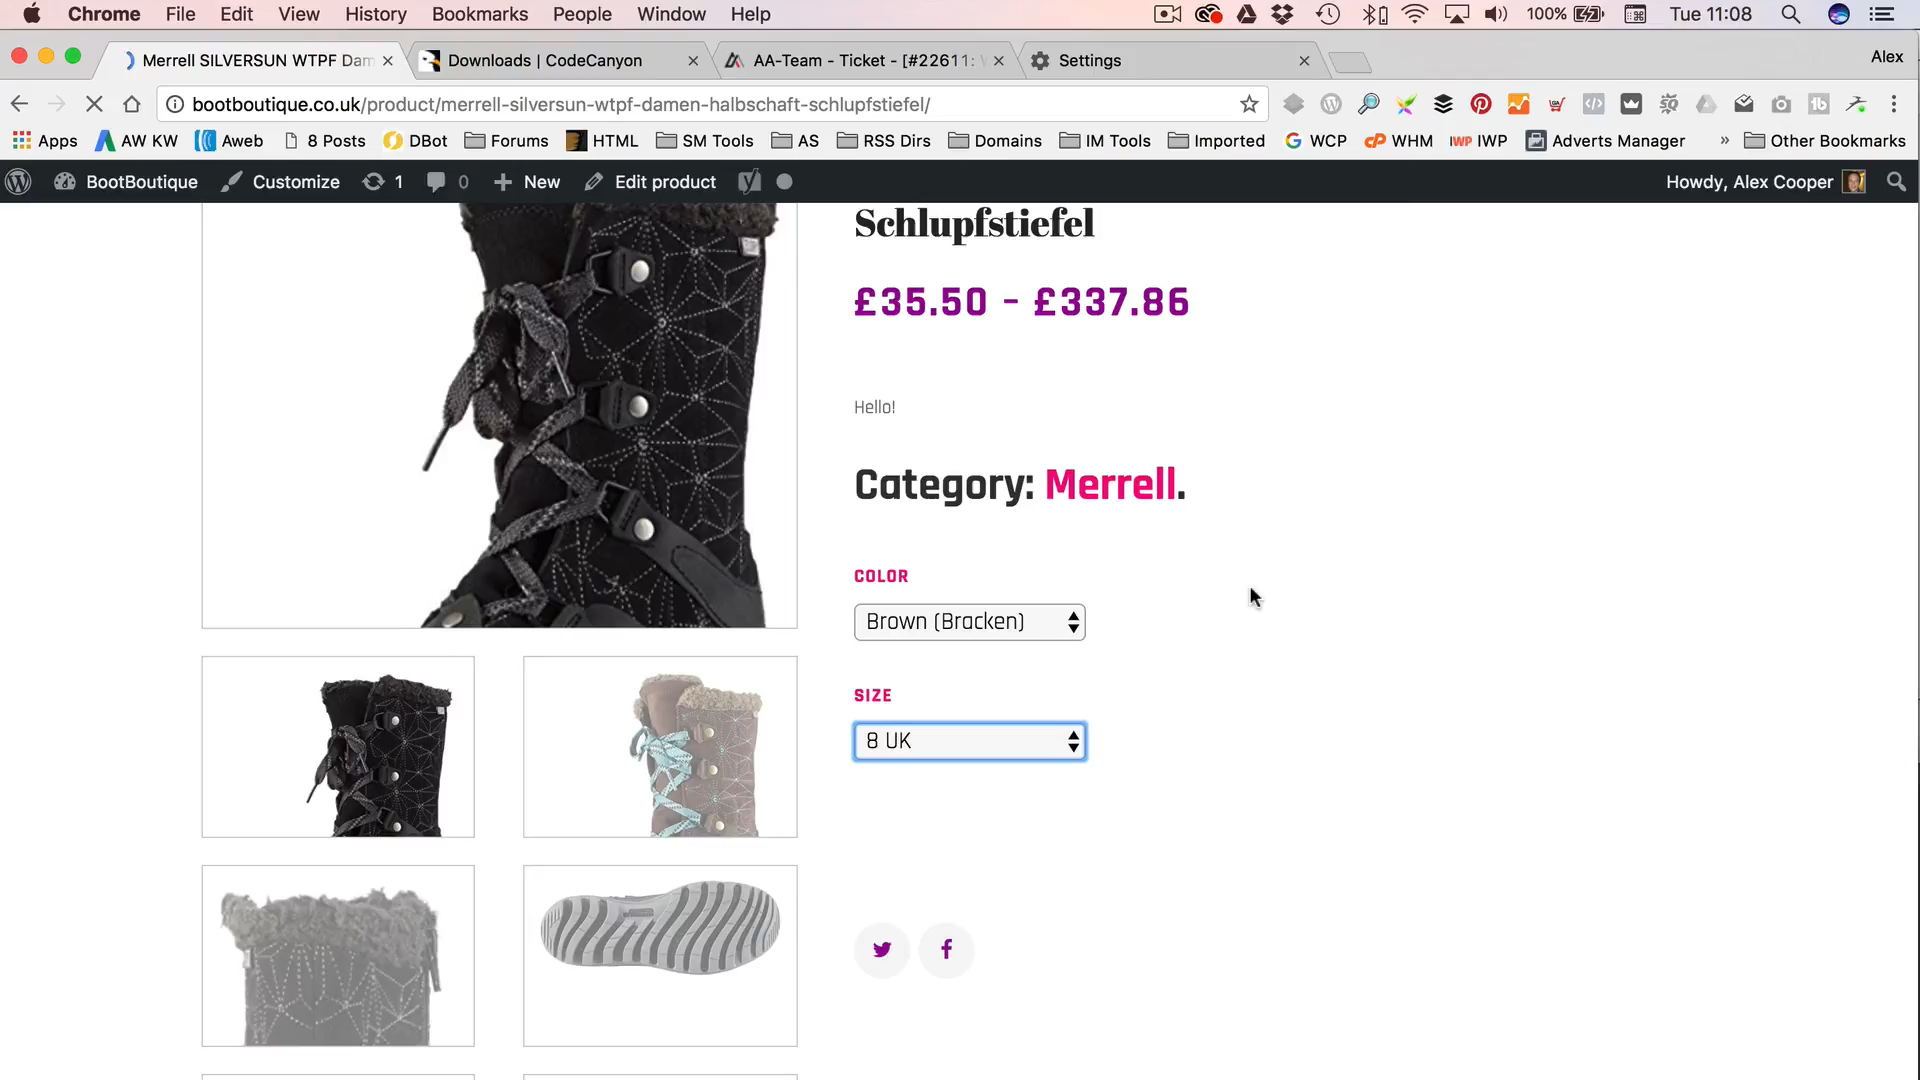 Chrome File Edit View History Bookmarks People Window Help 100% Tue 11:08
Merrell SILVERSUN WTPF Dam Downloads | CodeCanyon AA-Team - Ticket - [#22611: Settings Alex
bootboutique.co.uk/product/merrell-silversun-wtpf-damen-halbschaft-schlupfstiefel/
Apps AW KW Aweb 8 Posts DBot Forums HTML SM Tools AS RSS Dirs Domains IM Tools Imported WCP WHM IWP IWP Adverts Manager » Other Bookmarks
BootBoutique Customize 1 0 New Edit product Howdy, Alex Cooper
Schlupfstiefel
£35.50 – £337.86
Hello!
Category: Merrell.
COLOR
Brown (Bracken)
SIZE
8 UK